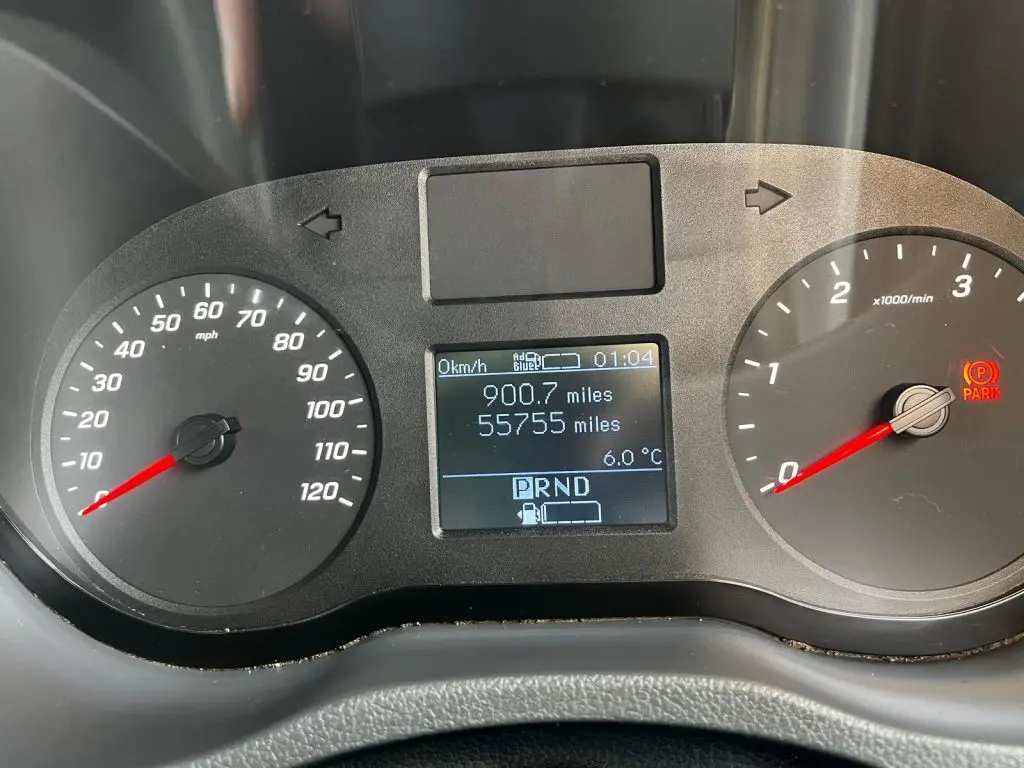 0 10 20 30 40 50 60 70 80 90 100 110 120
mph
0km/h AdBlue 01:04
900.7 miles
55755 miles
6.0 °C
PRND
0 1 2 3
x1000/min
(P)
PARK